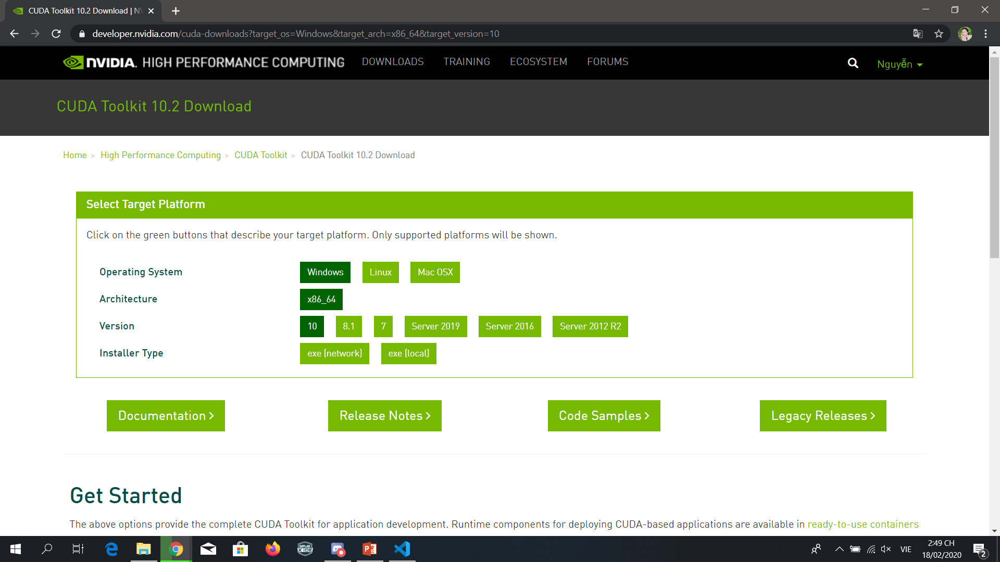 CUDA Toolkit 10.2 Download | NV
developer.nvidia.com/cuda-downloads?target_os=Windows&target_arch=x86_64&target_version=10
NVIDIA. HIGH PERFORMANCE COMPUTING DOWNLOADS TRAINING ECOSYSTEM FORUMS Nguyễn
CUDA Toolkit 10.2 Download
Home > High Performance Computing > CUDA Toolkit > CUDA Toolkit 10.2 Download
Select Target Platform
Click on the green buttons that describe your target platform. Only supported platforms will be shown.
Operating System Windows Linux Mac OSX
Architecture x86_64
Version 10 8.1 7 Server 2019 Server 2016 Server 2012 R2
Installer Type exe (network) exe (local)
Documentation > Release Notes > Code Samples > Legacy Releases >
Get Started
The above options provide the complete CUDA Toolkit for application development. Runtime components for deploying CUDA-based applications are available in ready-to-use containers
MPLAB X IDE
VIE
2:49 CH
18/02/2020
2